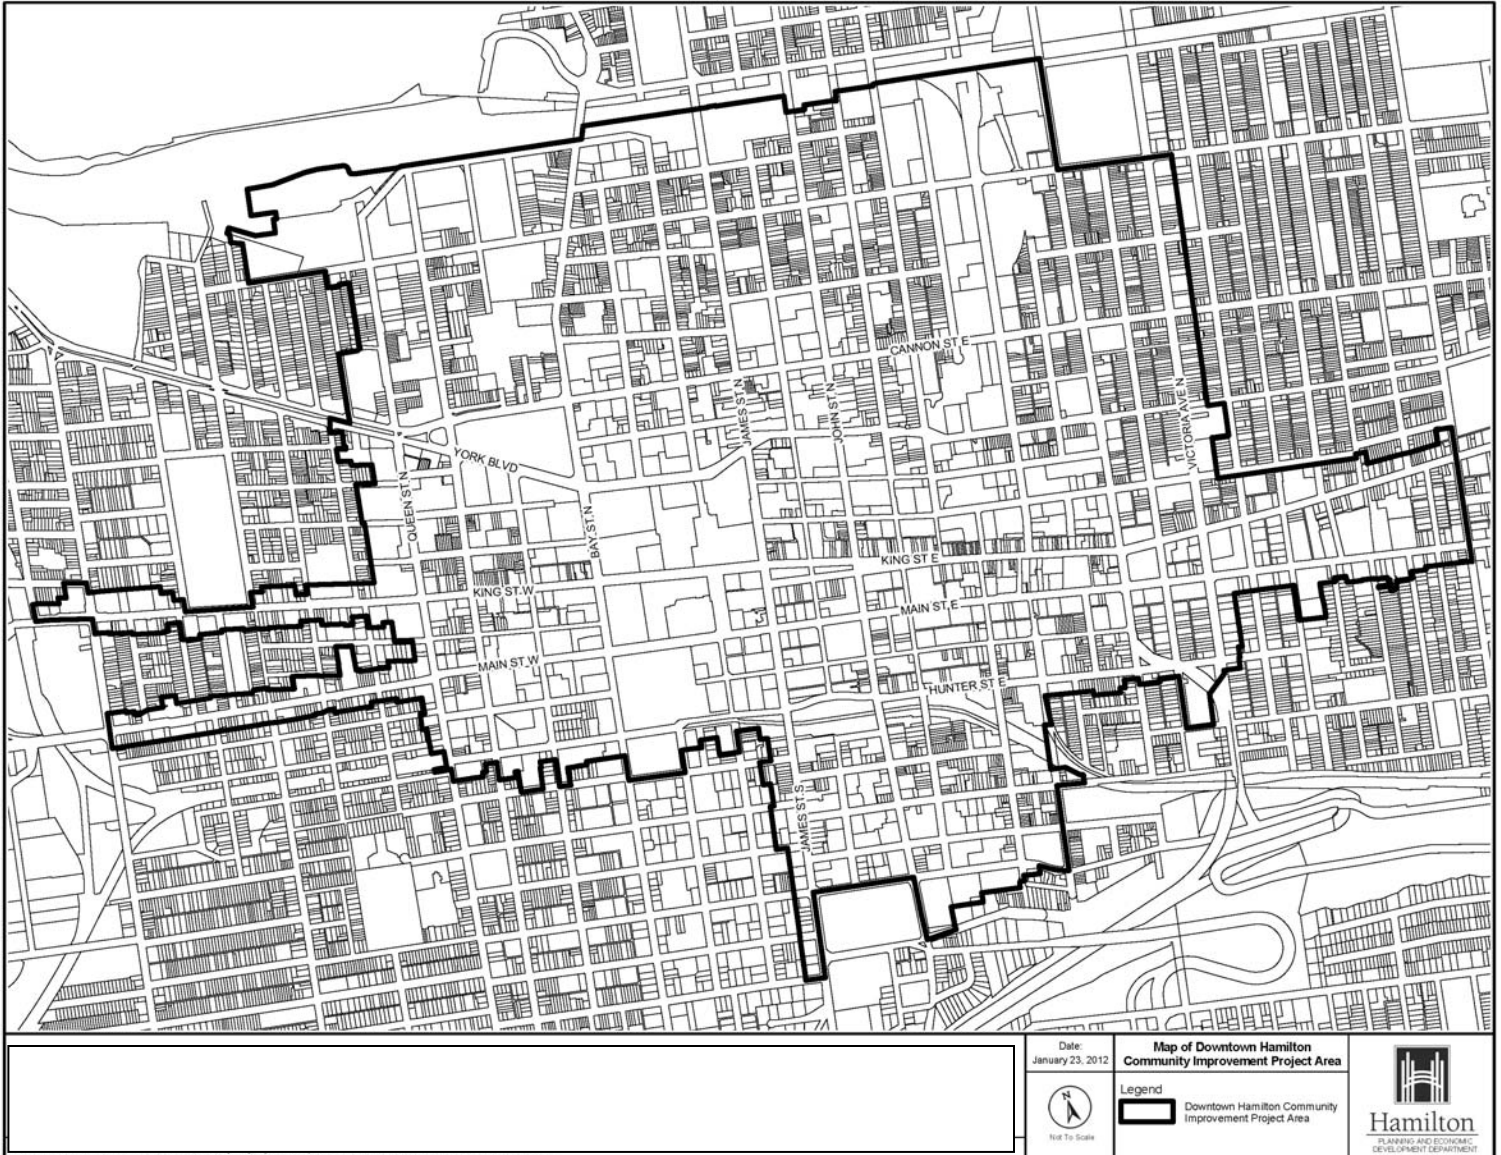 CANNON ST E
JAMES ST N
JOHN ST N
VICTORIA AVE N
YORK BLVD
QUEEN ST N
BAY ST N
KING ST E
KING ST W
MAIN ST E
MAIN ST W
HUNTER ST E
JAMES ST S
Date:
January 23, 2012
N
Not To Scale
Map of Downtown Hamilton
Community Improvement Project Area
Legend
Downtown Hamilton Community
Improvement Project Area
Hamilton
PLANNING AND ECONOMIC
DEVELOPMENT DEPARTMENT